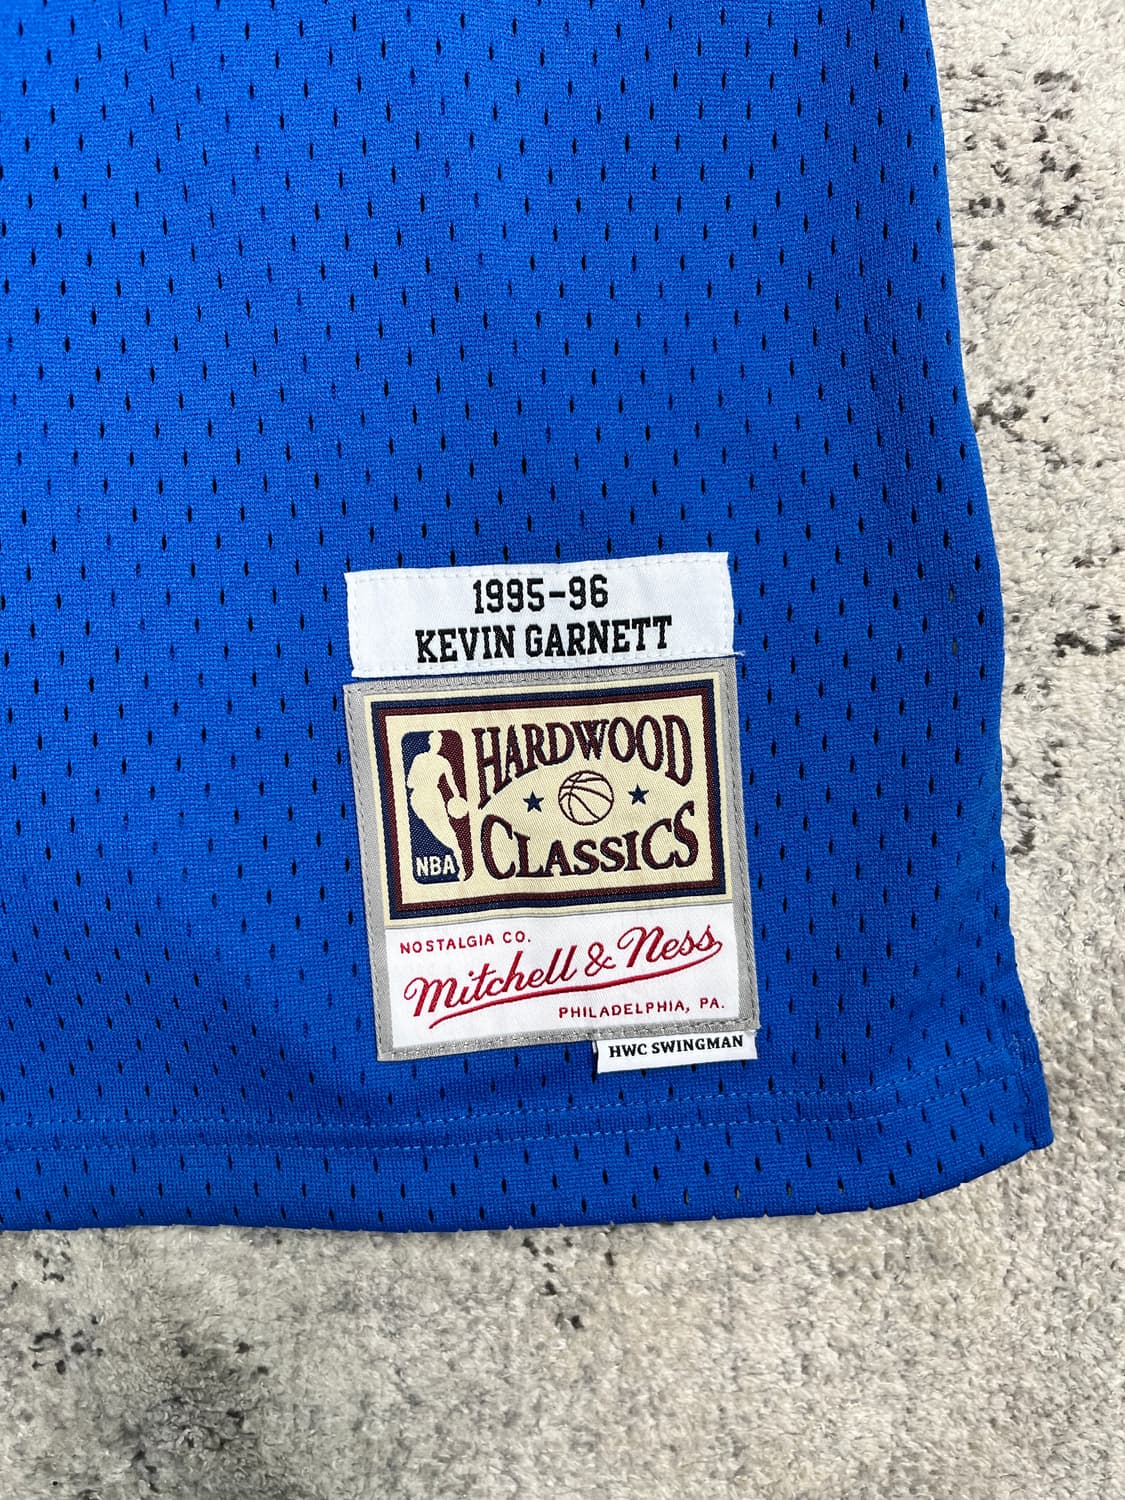 1995-96
KEVIN GARNETT
HARDWOOD
CLASSICS
NBA
NOSTALGIA CO.
Mitchell & Ness
PHILADELPHIA, PA.
HWC SWINGMAN